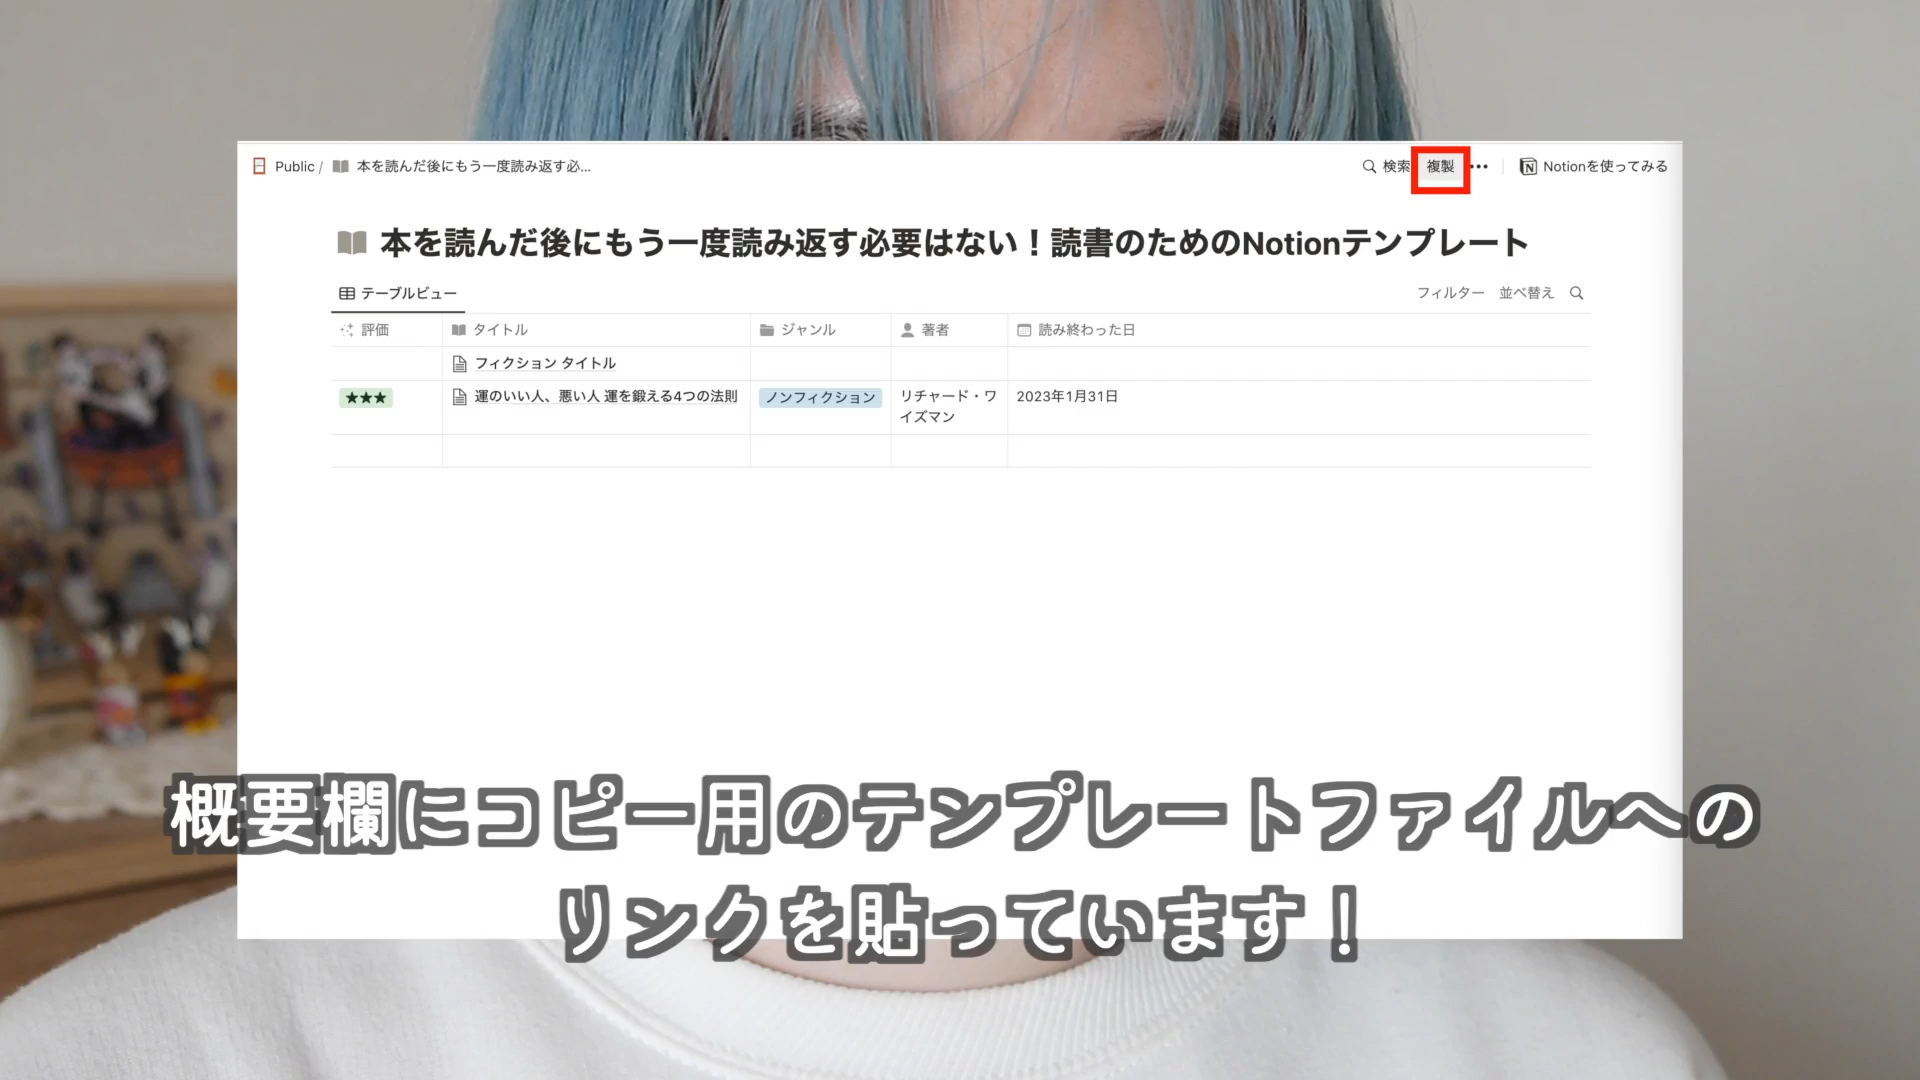 Public / 本を読んだ後にもう一度読み返す必...
検索 複製 ••• Notionを使ってみる
本を読んだ後にもう一度読み返す必要はない！読書のためのNotionテンプレート
テーブルビュー
フィルター 並べ替え
評価 タイトル ジャンル 著者 読み終わった日
フィクション タイトル
★★★ 運のいい人、悪い人 運を鍛える4つの法則 ノンフィクション リチャード・ワ 2023年1月31日
イズマン
概要欄にコピー用のテンプレートファイルへの
リンクを貼っています！